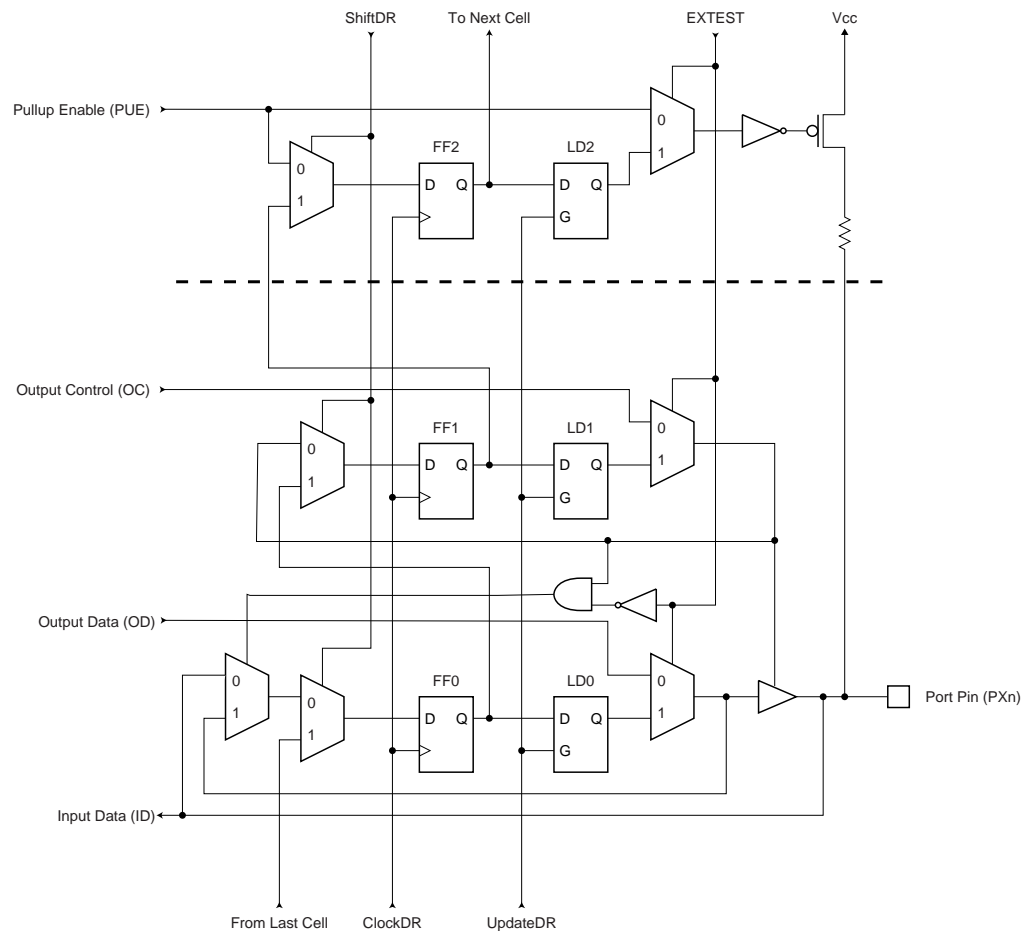 ShiftDR To Next Cell EXTEST Vcc
Pullup Enable (PUE)
0
1
FF2 LD2
0
1
D Q D Q
G
Output Control (OC)
0
1
FF1 LD1
0
1
D Q D Q
G
Output Data (OD)
0
1
0
1
FF0 LD0
0
1
D Q D Q
G
Port Pin (PXn)
Input Data (ID)
From Last Cell ClockDR UpdateDR